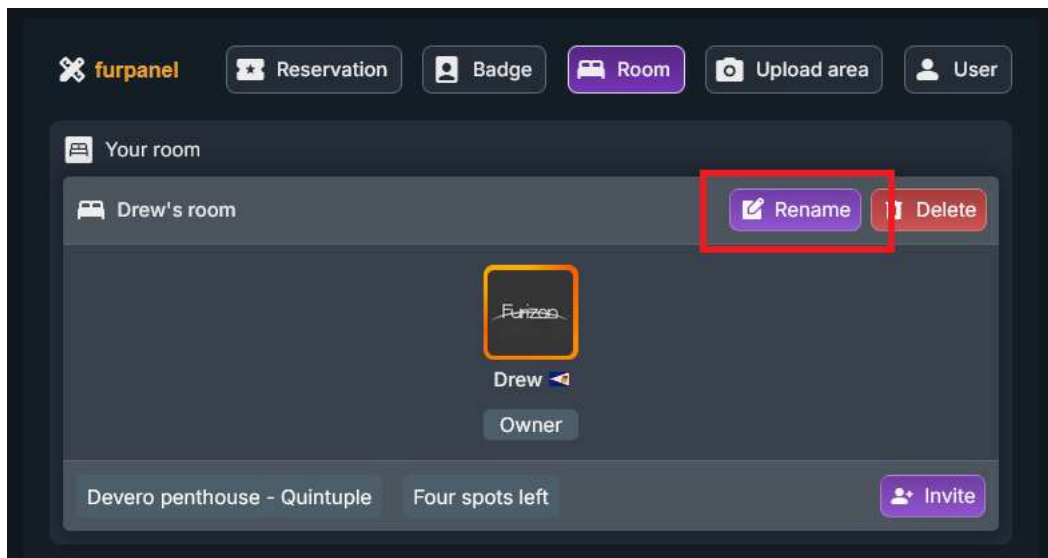 furpanel
Reservation
Badge
Room
Upload area
User
Your room
Drew's room
Rename
Delete
Furizon
Drew
Owner
Devero penthouse - Quintuple
Four spots left
Invite